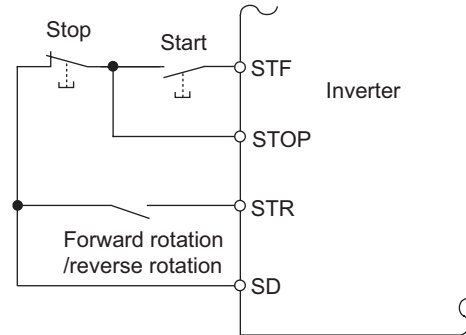 Stop
Start
STF
Inverter
STOP
STR
Forward rotation
/reverse rotation
SD